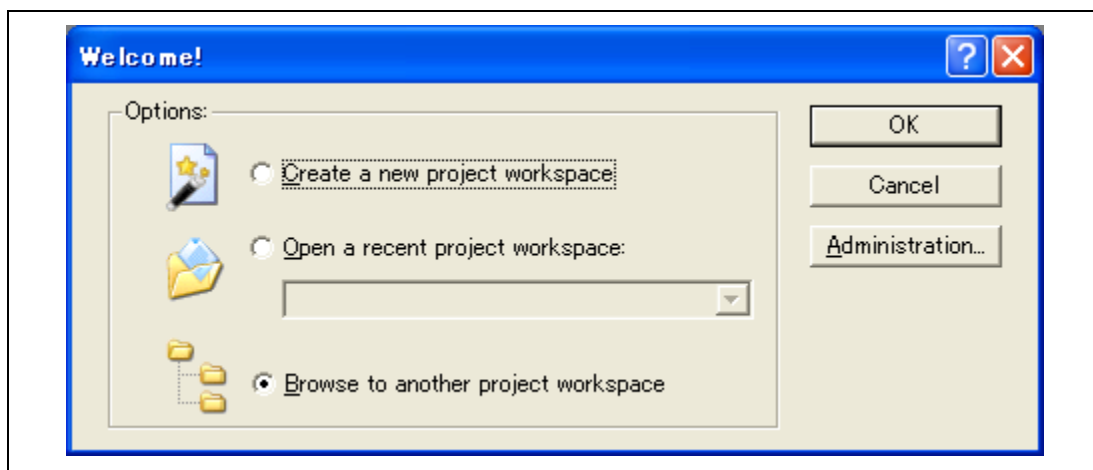 Welcome!
Options:
Create a new project workspace
Open a recent project workspace:
Browse to another project workspace
OK
Cancel
Administration...